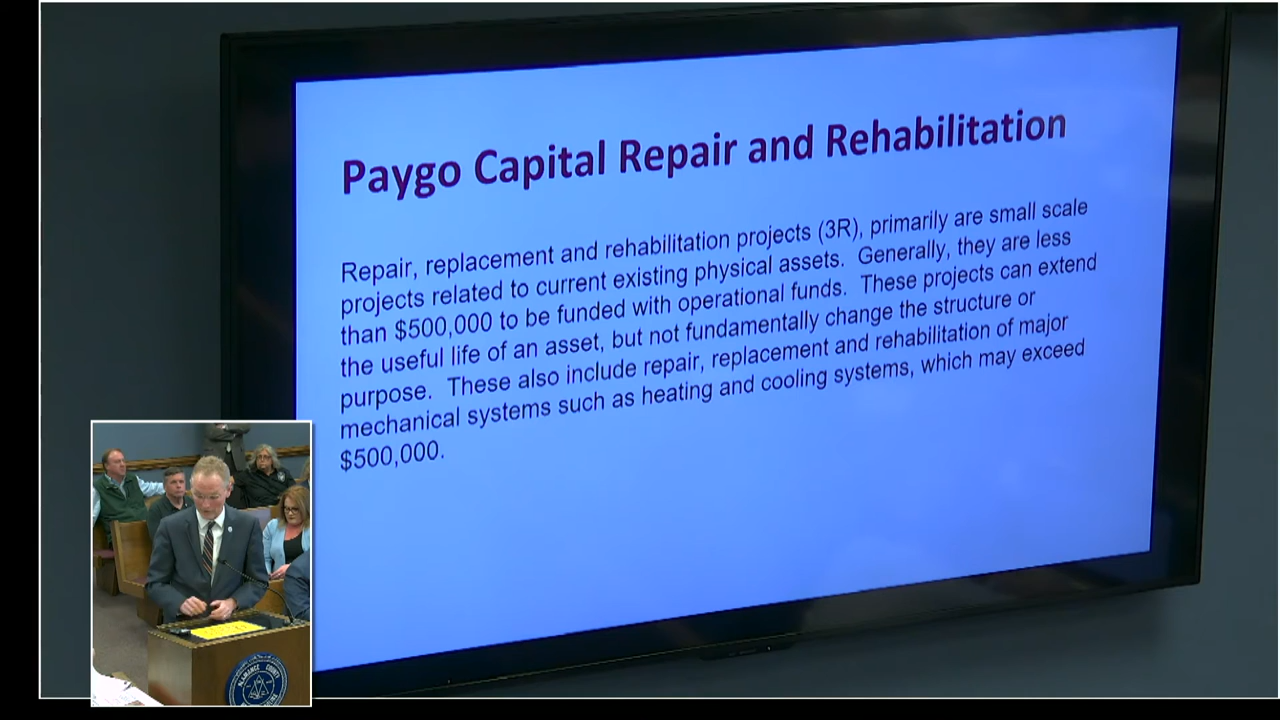 Paygo Capital Repair and Rehabilitation
Repair, replacement and rehabilitation projects (3R), primarily are small scale
projects related to current existing physical assets.  Generally, they are less
than $500,000 to be funded with operational funds.  These projects can extend
the useful life of an asset, but not fundamentally change the structure or
purpose.  These also include repair, replacement and rehabilitation of major
mechanical systems such as heating and cooling systems, which may exceed
$500,000.
ALAMANCE COUNTY